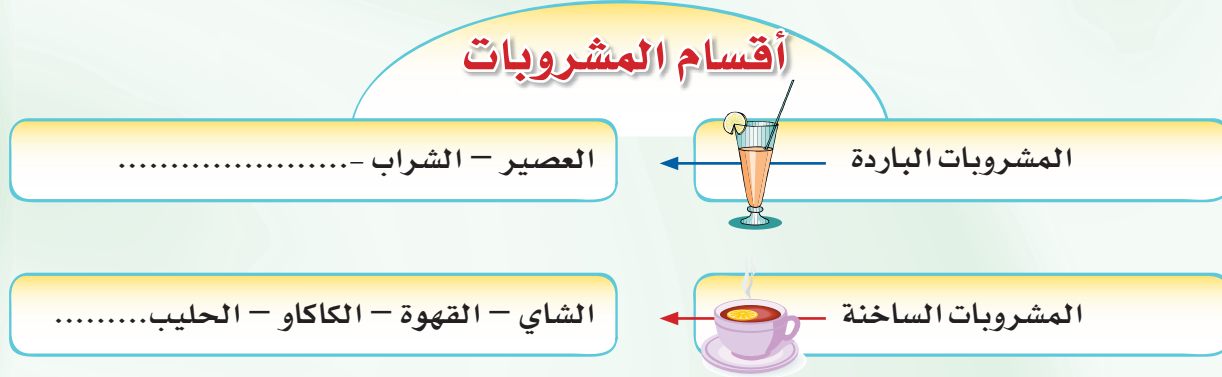 أقسام المشروبات
المشروبات الباردة
العصير – الشراب -......................
المشروبات الساخنة
الشاي – القهوة – الكاكاو – الحليب.........